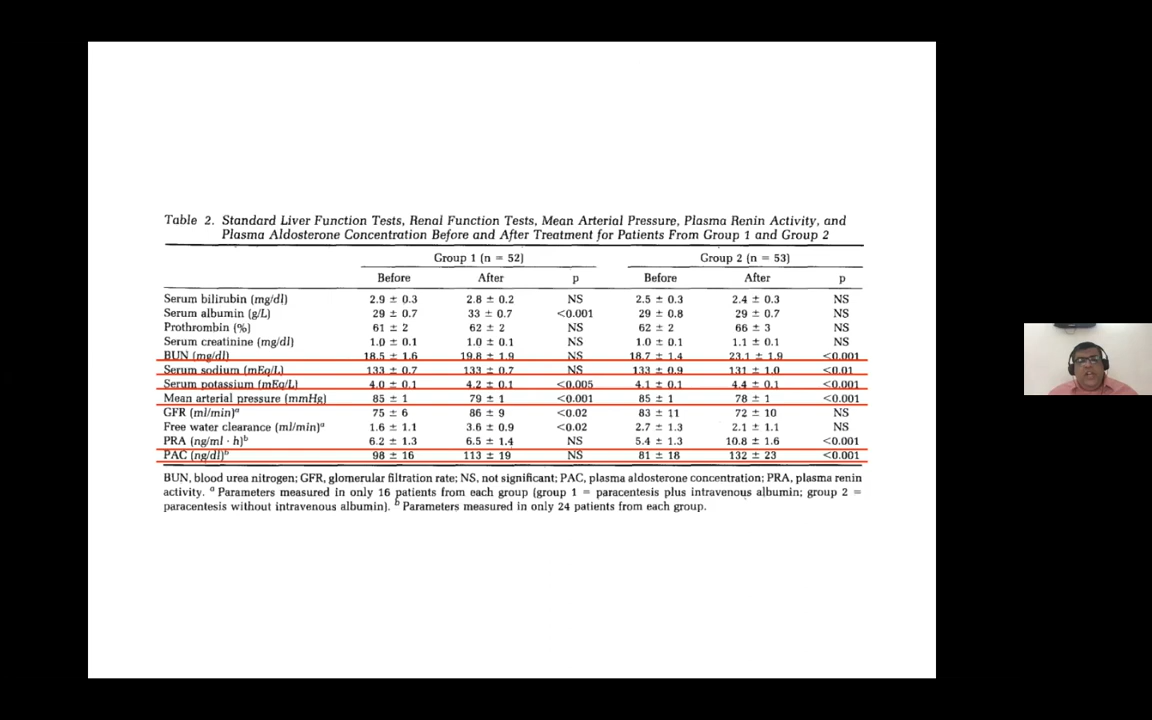 Table 2. Standard Liver Function Tests, Renal Function Tests, Mean Arterial Pressure, Plasma Renin Activity, and
Plasma Aldosterone Concentration Before and After Treatment for Patients From Group 1 and Group 2
Group 1 (n = 52) Group 2 (n = 53)
Before After p Before After p
Serum bilirubin (mg/dl) 2.9 ± 0.3 2.8 ± 0.2 NS 2.5 ± 0.3 2.4 ± 0.3 NS
Serum albumin (g/L) 29 ± 0.7 33 ± 0.7 <0.001 29 ± 0.8 29 ± 0.7 NS
Prothrombin (%) 61 ± 2 62 ± 2 NS 62 ± 2 66 ± 3 NS
Serum creatinine (mg/dl) 1.0 ± 0.1 1.0 ± 0.1 NS 1.0 ± 0.1 1.1 ± 0.1 NS
BUN (mg/dl) 18.5 ± 1.6 19.8 ± 1.9 NS 18.7 ± 1.4 23.1 ± 1.9 <0.001
Serum sodium (mEq/L) 133 ± 0.7 133 ± 0.7 NS 133 ± 0.9 131 ± 1.0 <0.01
Serum potassium (mEq/L) 4.0 ± 0.1 4.2 ± 0.1 <0.005 4.1 ± 0.1 4.4 ± 0.1 <0.001
Mean arterial pressure (mmHg) 85 ± 1 79 ± 1 <0.001 85 ± 1 78 ± 1 <0.001
GFR (ml/min)ᵃ 75 ± 6 86 ± 9 <0.02 83 ± 11 72 ± 10 NS
Free water clearance (ml/min)ᵃ 1.6 ± 1.1 3.6 ± 0.9 <0.02 2.7 ± 1.3 2.1 ± 1.1 NS
PRA (ng/ml · h)ᵇ 6.2 ± 1.3 6.5 ± 1.4 NS 5.4 ± 1.3 10.8 ± 1.6 <0.001
PAC (ng/dl)ᵇ 98 ± 16 113 ± 19 NS 81 ± 18 132 ± 23 <0.001
BUN, blood urea nitrogen; GFR, glomerular filtration rate; NS, not significant; PAC, plasma aldosterone concentration; PRA, plasma renin
activity. ᵃ Parameters measured in only 16 patients from each group (group 1 = paracentesis plus intravenous albumin; group 2 =
paracentesis without intravenous albumin). ᵇ Parameters measured in only 24 patients from each group.